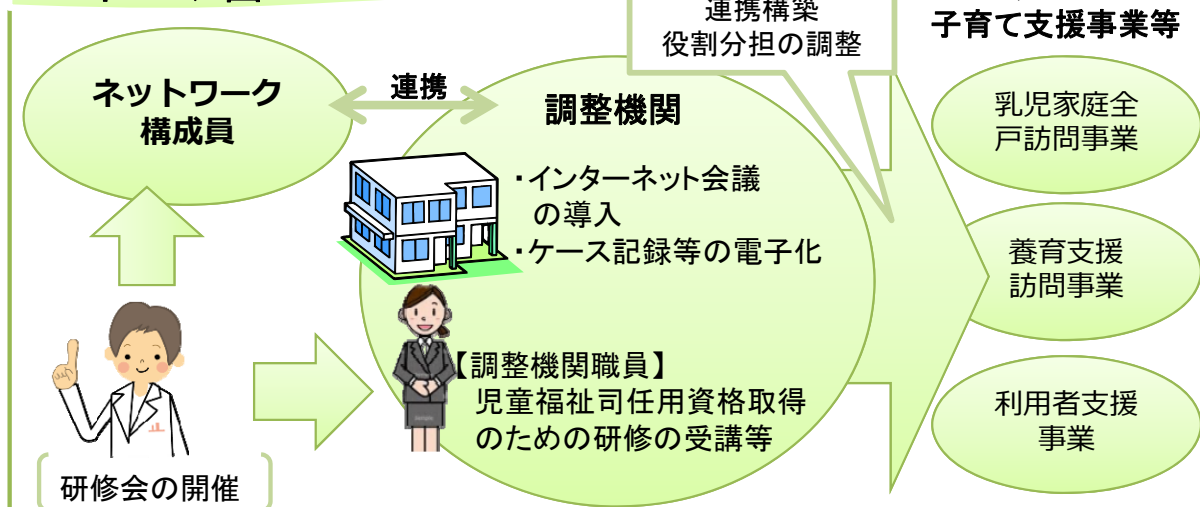 連携構築
役割分担の調整
子育て支援事業等
ネットワーク
構成員
連携
調整機関
・インターネット会議
の導入
・ケース記録等の電子化
【調整機関職員】
児童福祉司任用資格取得
のための研修の受講等
研修会の開催
乳児家庭全
戸訪問事業
養育支援
訪問事業
利用者支援
事業